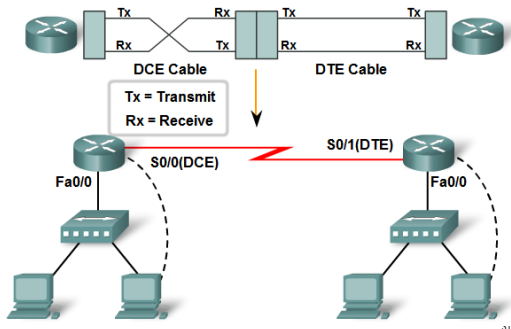 Tx Rx Tx Tx
Rx Tx Rx Rx
DCE Cable DTE Cable
Tx = Transmit
Rx = Receive
S0/0(DCE) S0/1(DTE)
Fa0/0 Fa0/0